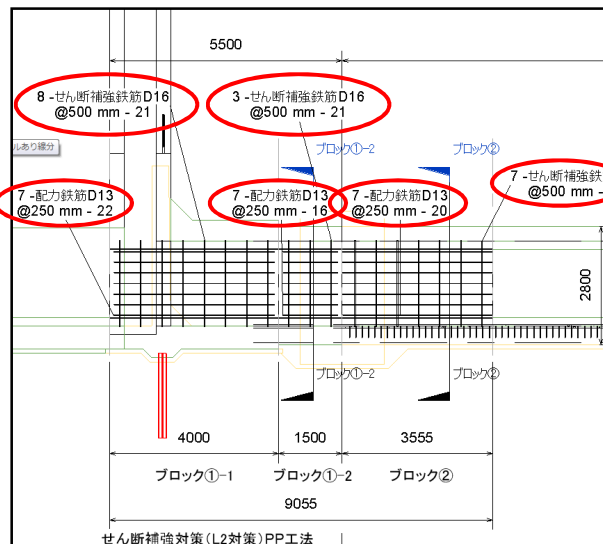 5500
8 -せん断補強鉄筋D16
@500 mm - 21
3 -せん断補強鉄筋D16
@500 mm - 21
ルあり線分
ブロック①-2
ブロック②
7 -せん断補強鉄
@500 mm -
7 -配力鉄筋D13
@250 mm - 22
7 -配力鉄筋D13
@250 mm - 16
7 -配力鉄筋D13
@250 mm - 20
2800
ブロック①-2
ブロック②
4000
1500
3555
ブロック①-1
ブロック①-2
ブロック②
9055
せん断補強対策(L2対策)PP工法